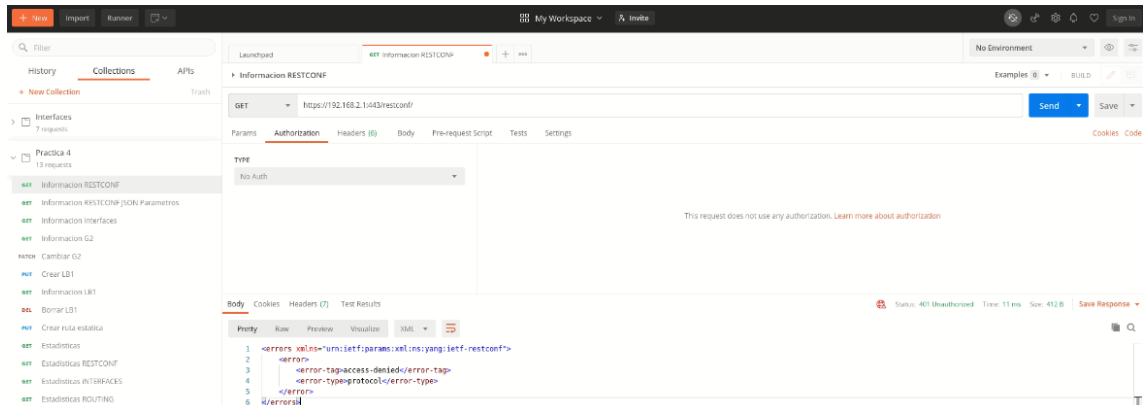 + New Import Runner My Workspace Invite Sign In
Filter
History Collections APIs
+ New Collection Trash
Interfaces
7 requests
Practica 4
13 requests
GET Informacion RESTCONF
GET Informacion RESTCONF JSON Parametros
GET Informacion Interfaces
GET Informacion G2
PATCH Cambiar G2
PUT Crear LB1
GET Informacion LB1
DEL Borrar LB1
PUT Crear ruta estatica
GET Estadisticas
GET Estadisticas RESTCONF
GET Estadisticas iNTERFACES
GET Estadisticas ROUTING
Launchpad GET Informacion RESTCONF + ••• No Environment
Informacion RESTCONF Examples 0 BUILD
GET https://192.168.2.1:443/restconf/ Send Save
Params Authorization Headers (6) Body Pre-request Script Tests Settings Cookies Code
TYPE
No Auth
This request does not use any authorization. Learn more about authorization
Body Cookies Headers (7) Test Results Status: 401 Unauthorized Time: 11 ms Size: 412 B Save Response
Pretty Raw Preview Visualize XML
1 <errors xmlns="urn:ietf:params:xml:ns:yang:ietf-restconf">
2 <error>
3 <error-tag>access-denied</error-tag>
4 <error-type>protocol</error-type>
5 </error>
6 </errors>